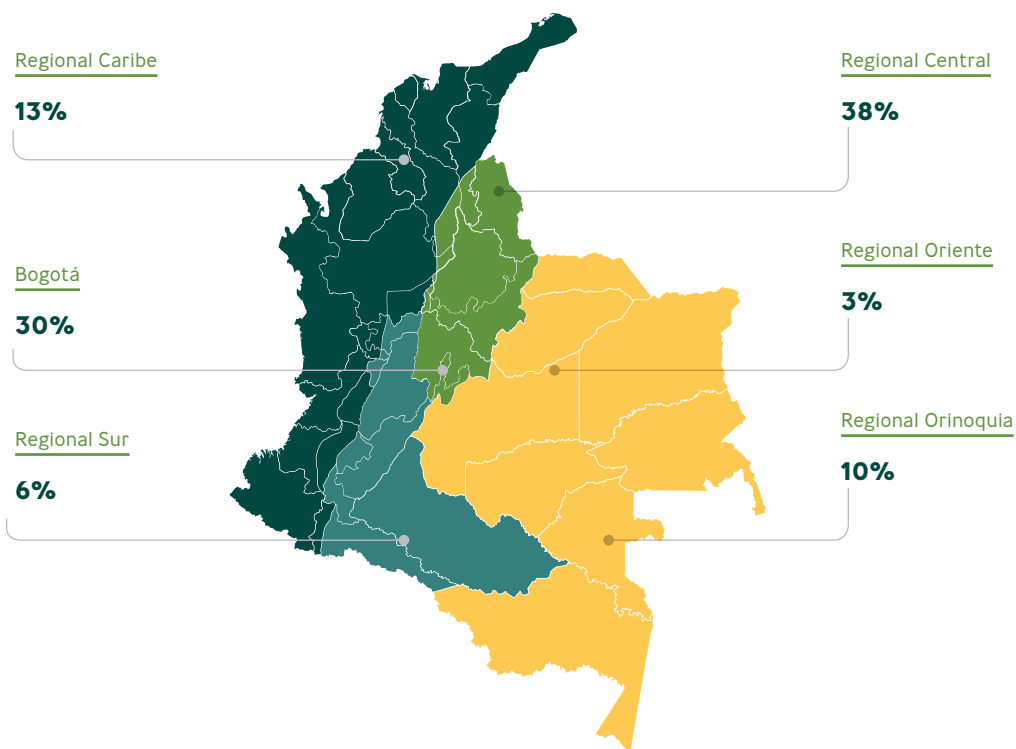 Regional Caribe
13%
Bogotá
30%
Regional Sur
6%
Regional Central
38%
Regional Oriente
3%
Regional Orinoquia
10%